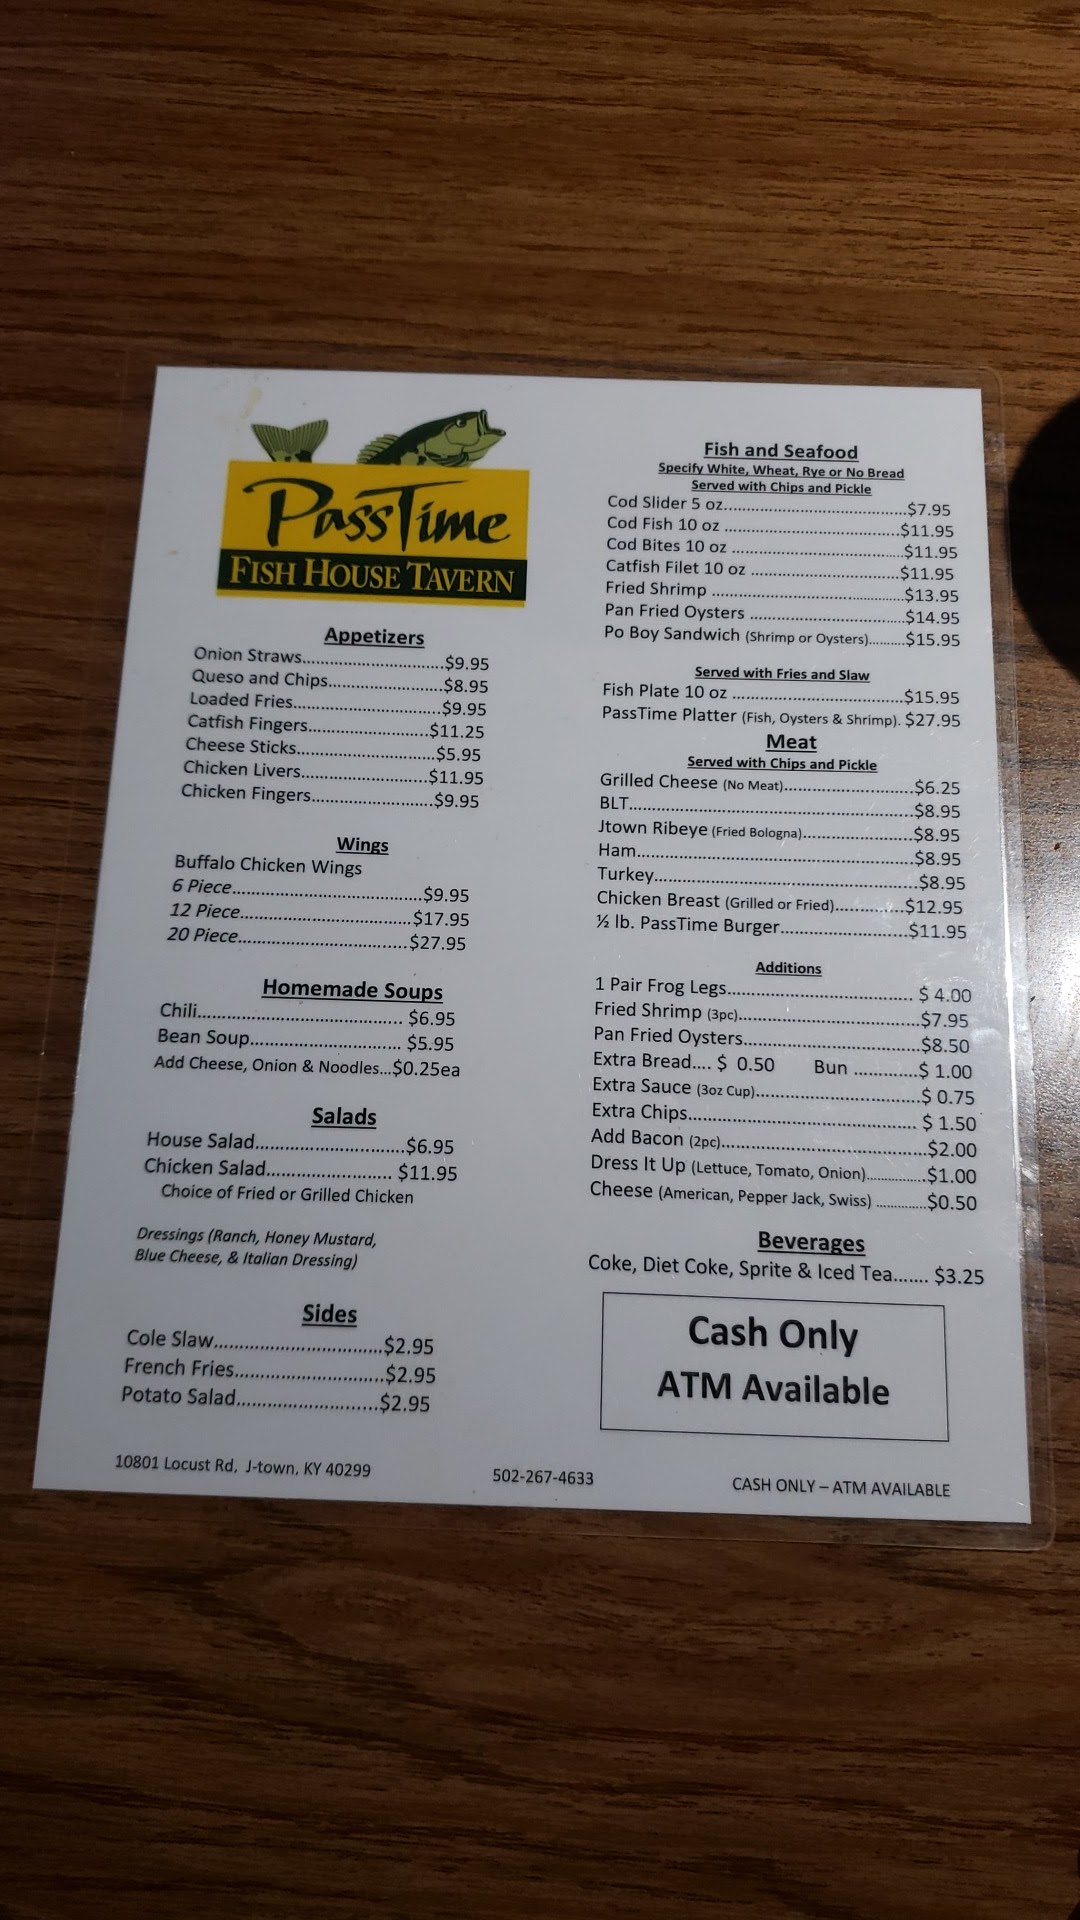 PassTime
FISH HOUSE TAVERN
Appetizers
Onion Straws..............................$9.95
Queso and Chips........................$8.95
Loaded Fries...............................$9.95
Catfish Fingers.........................$11.25
Cheese Sticks.............................$5.95
Chicken Livers..........................$11.95
Chicken Fingers.........................$9.95
Wings
Buffalo Chicken Wings
6 Piece.......................................$9.95
12 Piece...................................$17.95
20 Piece...................................$27.95
Homemade Soups
Chili.......................................... $6.95
Bean Soup............................... $5.95
Add Cheese, Onion & Noodles...$0.25ea
Salads
House Salad...............................$6.95
Chicken Salad.......................... $11.95
Choice of Fried or Grilled Chicken
Dressings (Ranch, Honey Mustard,
Blue Cheese, & Italian Dressing)
Sides
Cole Slaw..................................$2.95
French Fries..............................$2.95
Potato Salad............................$2.95
Fish and Seafood
Specify White, Wheat, Rye or No Bread
Served with Chips and Pickle
Cod Slider 5 oz.......................................$7.95
Cod Fish 10 oz .....................................$11.95
Cod Bites 10 oz ....................................$11.95
Catfish Filet 10 oz ...............................$11.95
Fried Shrimp ........................................$13.95
Pan Fried Oysters ................................$14.95
Po Boy Sandwich (Shrimp or Oysters).........$15.95
Served with Fries and Slaw
Fish Plate 10 oz ...................................$15.95
PassTime Platter (Fish, Oysters & Shrimp). $27.95
Meat
Served with Chips and Pickle
Grilled Cheese (No Meat)...........................$6.25
BLT..........................................................$8.95
Jtown Ribeye (Fried Bologna).......................$8.95
Ham........................................................$8.95
Turkey.....................................................$8.95
Chicken Breast (Grilled or Fried)..............$12.95
½ lb. PassTime Burger..........................$11.95
Additions
1 Pair Frog Legs...................................... $ 4.00
Fried Shrimp (3pc).....................................$7.95
Pan Fried Oysters....................................$8.50
Extra Bread.... $ 0.50 Bun .............$ 1.00
Extra Sauce (3oz Cup)..................................$ 0.75
Extra Chips............................................... $ 1.50
Add Bacon (2pc)..........................................$2.00
Dress It Up (Lettuce, Tomato, Onion)...............$1.00
Cheese (American, Pepper Jack, Swiss) .............$0.50
Beverages
Coke, Diet Coke, Sprite & Iced Tea....... $3.25
Cash Only
ATM Available
10801 Locust Rd, J-town, KY 40299 502-267-4633 CASH ONLY – ATM AVAILABLE